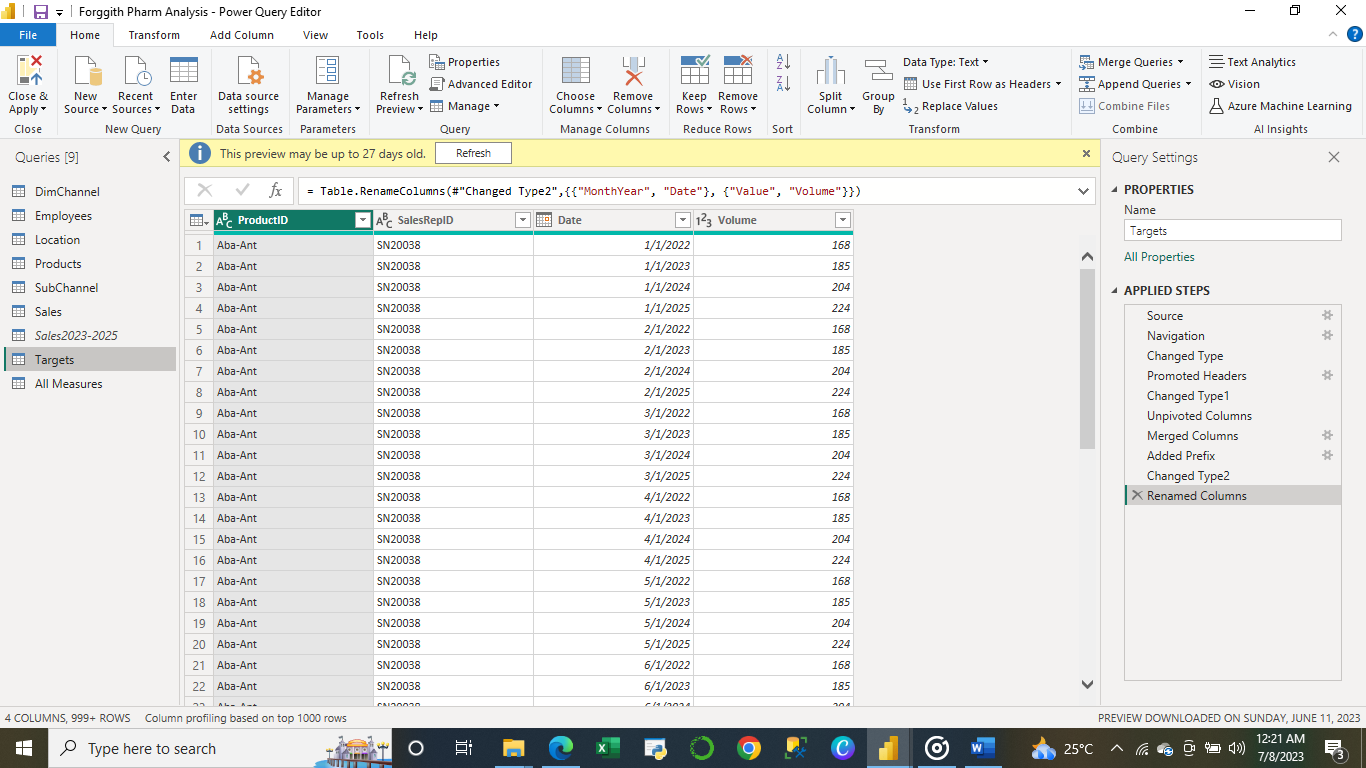 Forggith Pharm Analysis - Power Query Editor
File Home Transform Add Column View Tools Help
Close & Apply
New Source
Recent Sources
Enter Data
Data source settings
Manage Parameters
Refresh Preview
Properties
Advanced Editor
Manage
Choose Columns
Remove Columns
Keep Rows
Remove Rows
Split Column
Group By
Data Type: Text
Use First Row as Headers
Replace Values
Merge Queries
Append Queries
Combine Files
Text Analytics
Vision
Azure Machine Learning
Close New Query Data Sources Parameters Query Manage Columns Reduce Rows Sort Transform Combine AI Insights
Queries [9]
DimChannel
Employees
Location
Products
SubChannel
Sales
Sales2023-2025
Targets
All Measures
This preview may be up to 27 days old. Refresh
= Table.RenameColumns(#"Changed Type2",{{"MonthYear", "Date"}, {"Value", "Volume"}})
ProductID SalesRepID Date Volume
1 Aba-Ant SN20038 1/1/2022 168
2 Aba-Ant SN20038 1/1/2023 185
3 Aba-Ant SN20038 1/1/2024 204
4 Aba-Ant SN20038 1/1/2025 224
5 Aba-Ant SN20038 2/1/2022 168
6 Aba-Ant SN20038 2/1/2023 185
7 Aba-Ant SN20038 2/1/2024 204
8 Aba-Ant SN20038 2/1/2025 224
9 Aba-Ant SN20038 3/1/2022 168
10 Aba-Ant SN20038 3/1/2023 185
11 Aba-Ant SN20038 3/1/2024 204
12 Aba-Ant SN20038 3/1/2025 224
13 Aba-Ant SN20038 4/1/2022 168
14 Aba-Ant SN20038 4/1/2023 185
15 Aba-Ant SN20038 4/1/2024 204
16 Aba-Ant SN20038 4/1/2025 224
17 Aba-Ant SN20038 5/1/2022 168
18 Aba-Ant SN20038 5/1/2023 185
19 Aba-Ant SN20038 5/1/2024 204
20 Aba-Ant SN20038 5/1/2025 224
21 Aba-Ant SN20038 6/1/2022 168
22 Aba-Ant SN20038 6/1/2023 185
Query Settings
PROPERTIES
Name
Targets
All Properties
APPLIED STEPS
Source
Navigation
Changed Type
Promoted Headers
Changed Type1
Unpivoted Columns
Merged Columns
Added Prefix
Changed Type2
Renamed Columns
4 COLUMNS, 999+ ROWS Column profiling based on top 1000 rows PREVIEW DOWNLOADED ON SUNDAY, JUNE 11, 2023
Type here to search
25°C
12:21 AM
7/8/2023
3